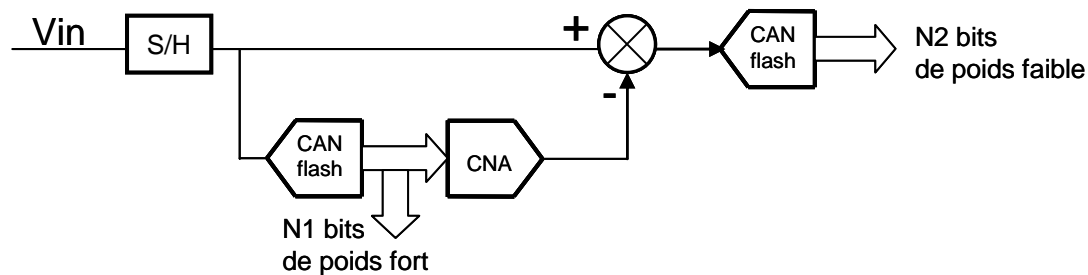 Vin
S/H
+
-
CAN
flash
N2 bits
de poids faible
CAN
flash
CNA
N1 bits
de poids fort